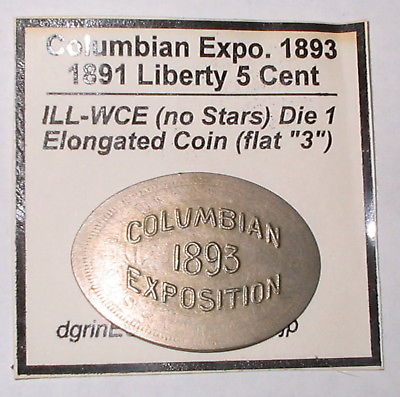 Columbian Expo. 1893
1891 Liberty 5 Cent
ILL-WCE (no Stars) Die 1
Elongated Coin (flat "3")
COLUMBIAN
1893
EXPOSITION